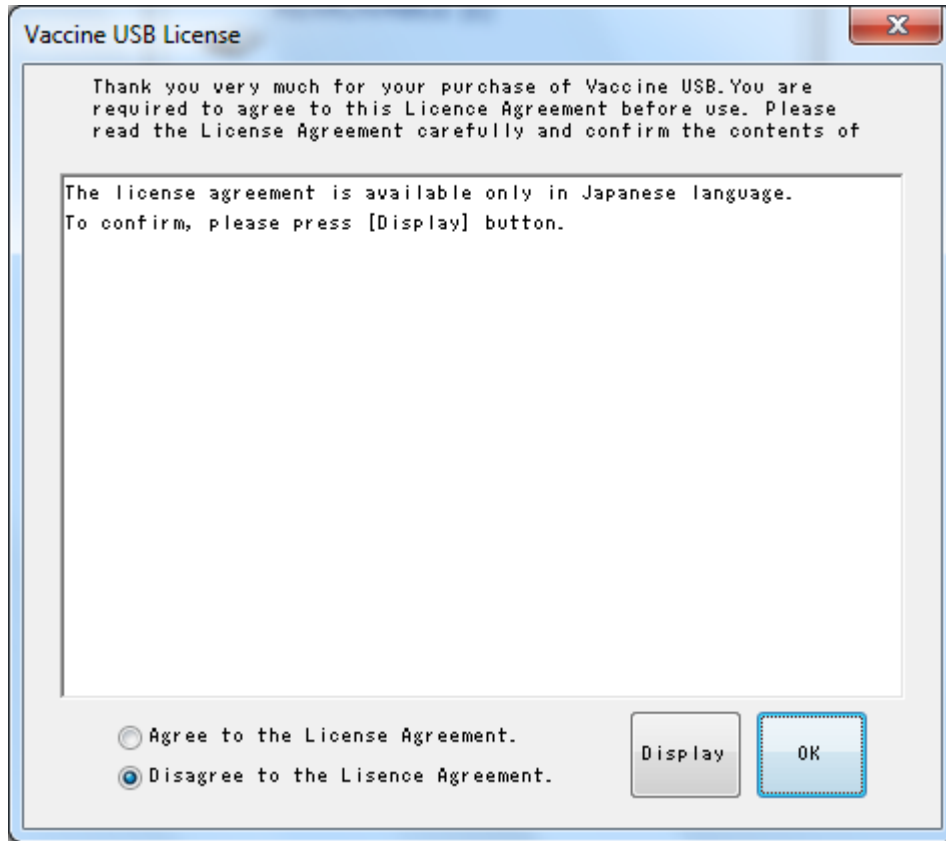 Vaccine USB License
Thank you very much for your purchase of Vaccine USB.You are
required to agree to this Licence Agreement before use. Please
read the License Agreement carefully and confirm the contents of
The license agreement is available only in Japanese language.
To confirm, please press [Display] button.
Agree to the License Agreement.
Disagree to the Lisence Agreement.
Display
OK